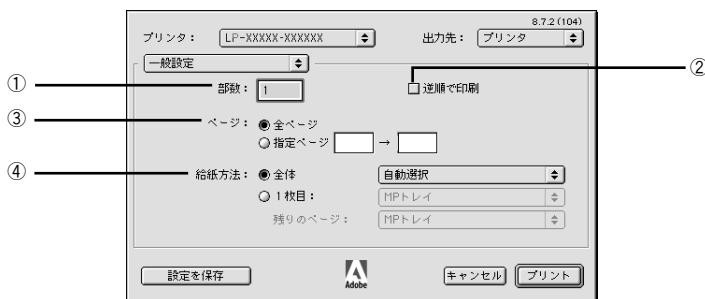 8.7.2 (104)
プリンタ： LP-XXXXX-XXXXXX 出力先： プリンタ
一般設定
②
① 部数： 1 逆順で印刷
③ ページ： 全ページ
指定ページ →
④ 給紙方法： 全体 自動選択
1 枚目： MPトレイ
残りのページ： MPトレイ
設定を保存 Adobe キャンセル プリント